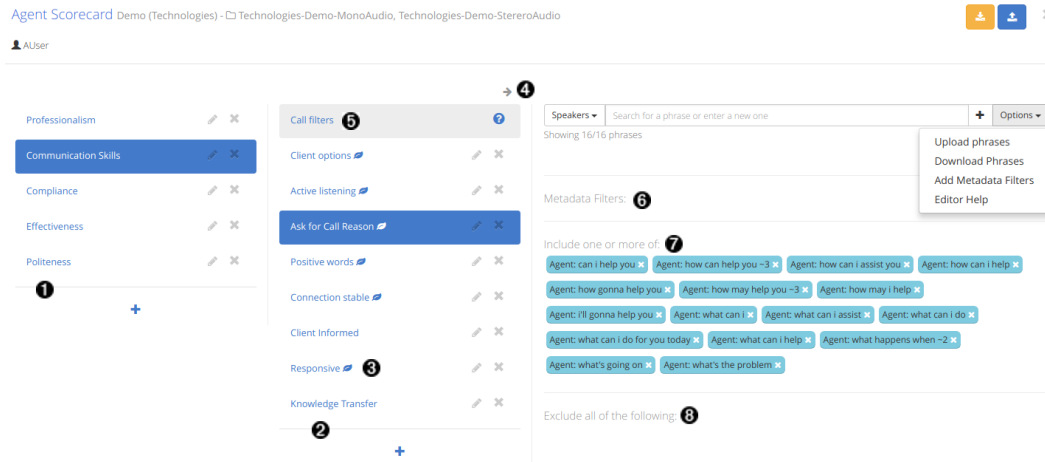 Agent Scorecard Demo (Technologies) - Technologies-Demo-MonoAudio, Technologies-Demo-StereroAudio
AUser
4
Professionalism
Communication Skills
Compliance
Effectiveness
Politeness
1
+
Call filters 5 ?
Client options
Active listening
Ask for Call Reason
Positive words
Connection stable
Client Informed
Responsive 3
Knowledge Transfer
2
+
Speakers Search for a phrase or enter a new one + Options
Showing 16/16 phrases
Upload phrases
Download Phrases
Add Metadata Filters
Editor Help
Metadata Filters: 6
Include one or more of: 7
Agent: can i help you × Agent: how can help you ~3 × Agent: how can i assist you × Agent: how can i help ×
Agent: how gonna help you × Agent: how may help you ~3 × Agent: how may i help ×
Agent: i'll gonna help you × Agent: what can i × Agent: what can i assist × Agent: what can i do ×
Agent: what can i do for you today × Agent: what can i help × Agent: what happens when ~2 ×
Agent: what's going on × Agent: what's the problem ×
Exclude all of the following: 8